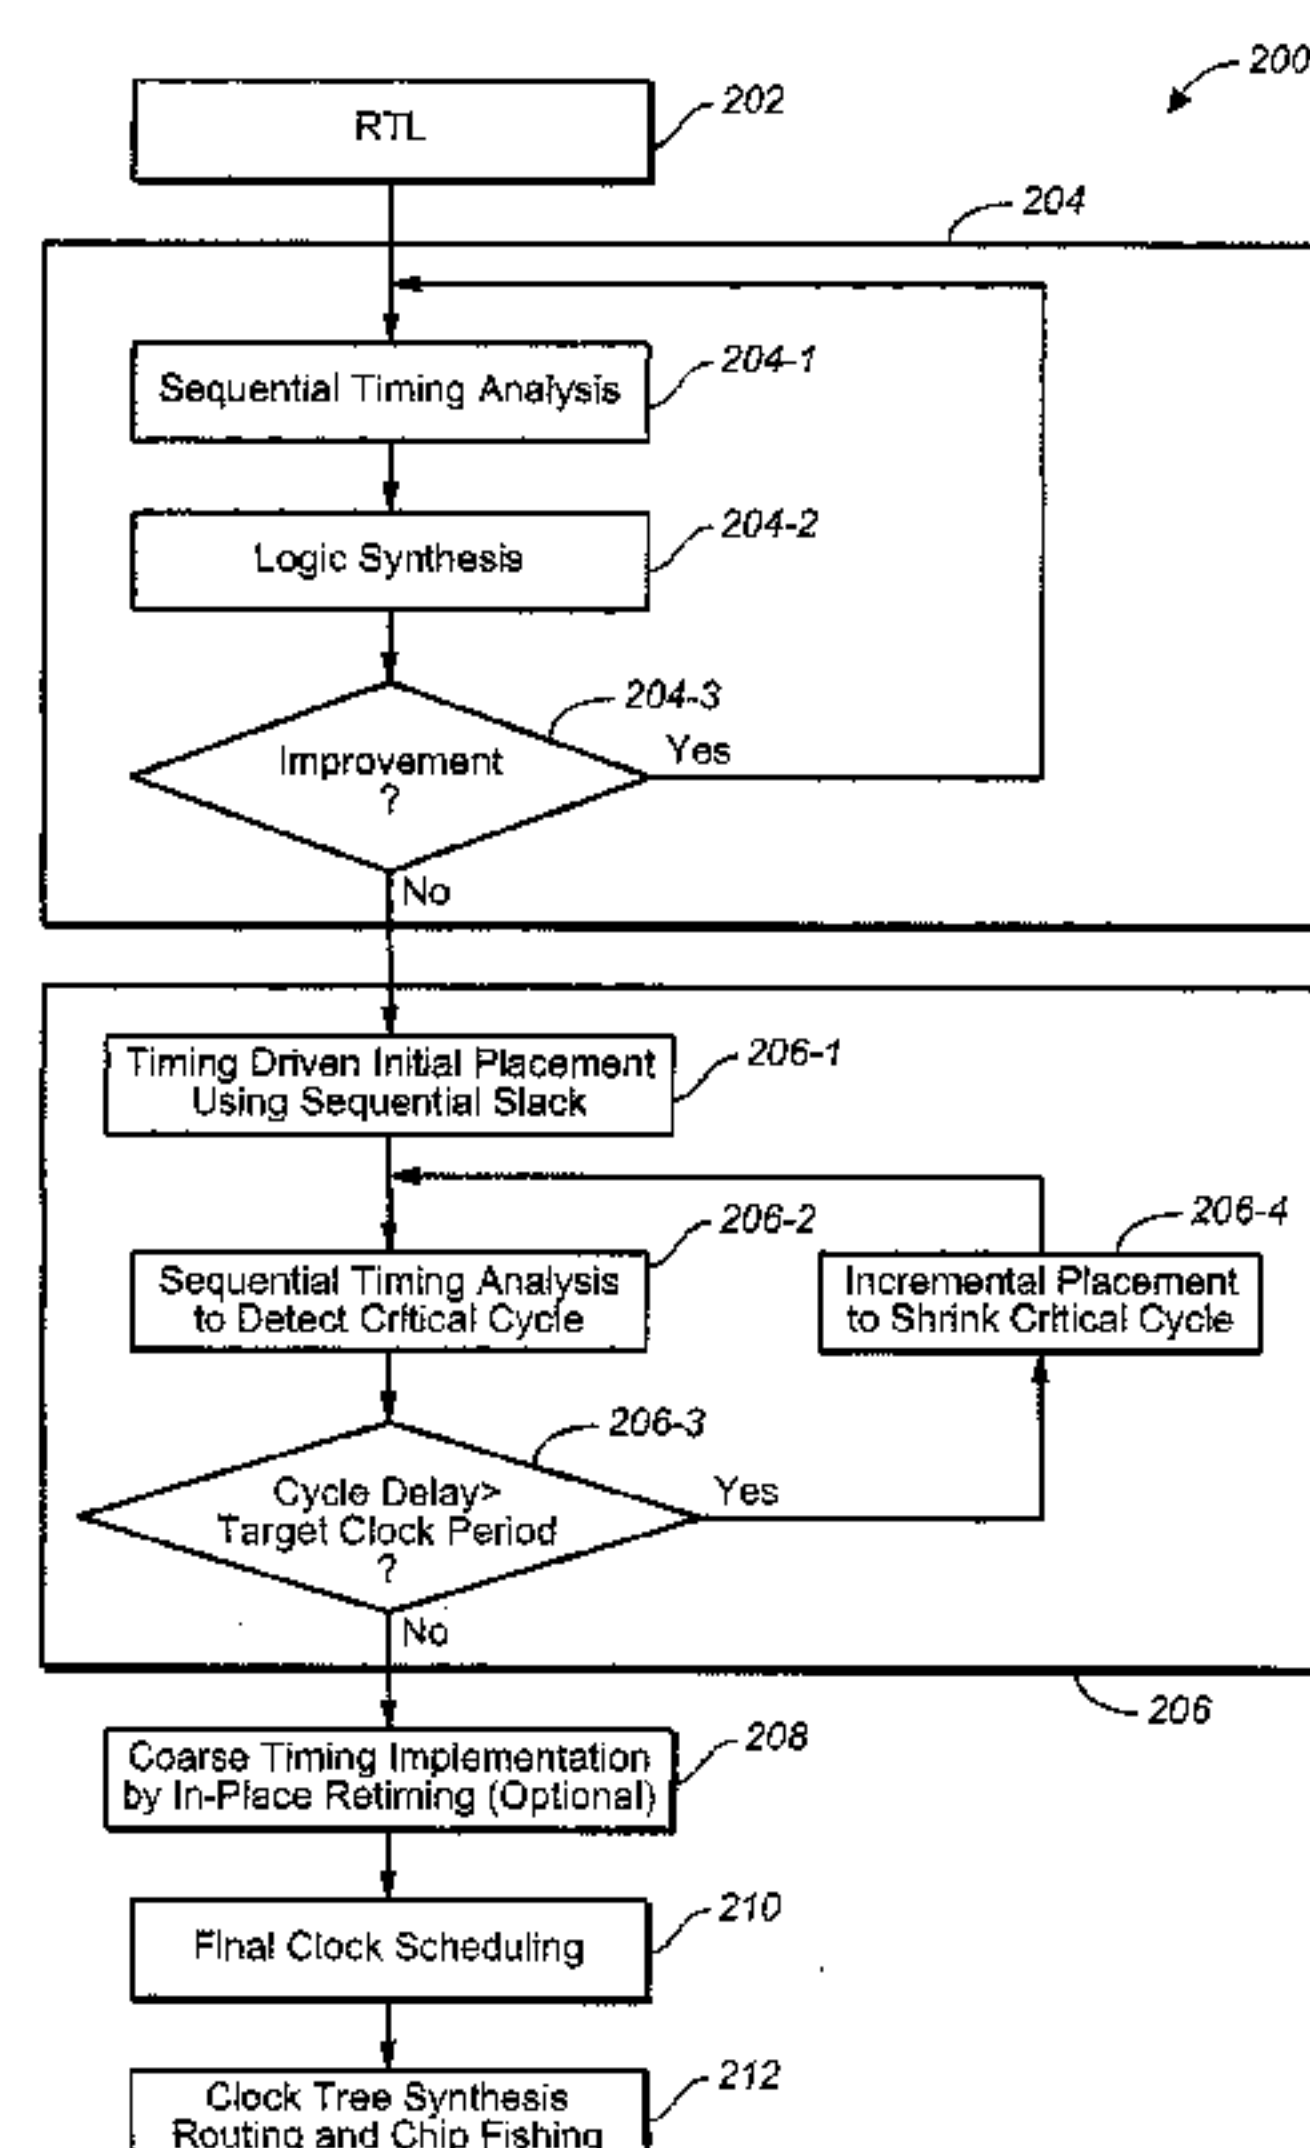 200
RTL
202
204
Sequential Timing Analysis
204-1
Logic Synthesis
204-2
204-3
Improvement
?
Yes
No
Timing Driven Initial Placement
Using Sequential Slack
206-1
206-2
Sequential Timing Analysis
to Detect Critical Cycle
206-4
Incremental Placement
to Shrink Critical Cycle
206-3
Cycle Delay>
Target Clock Period
?
Yes
No
206
Coarse Timing Implementation
by In-Place Retiming (Optional)
208
Final Clock Scheduling
210
Clock Tree Synthesis
Routing and Chip Fishing
212